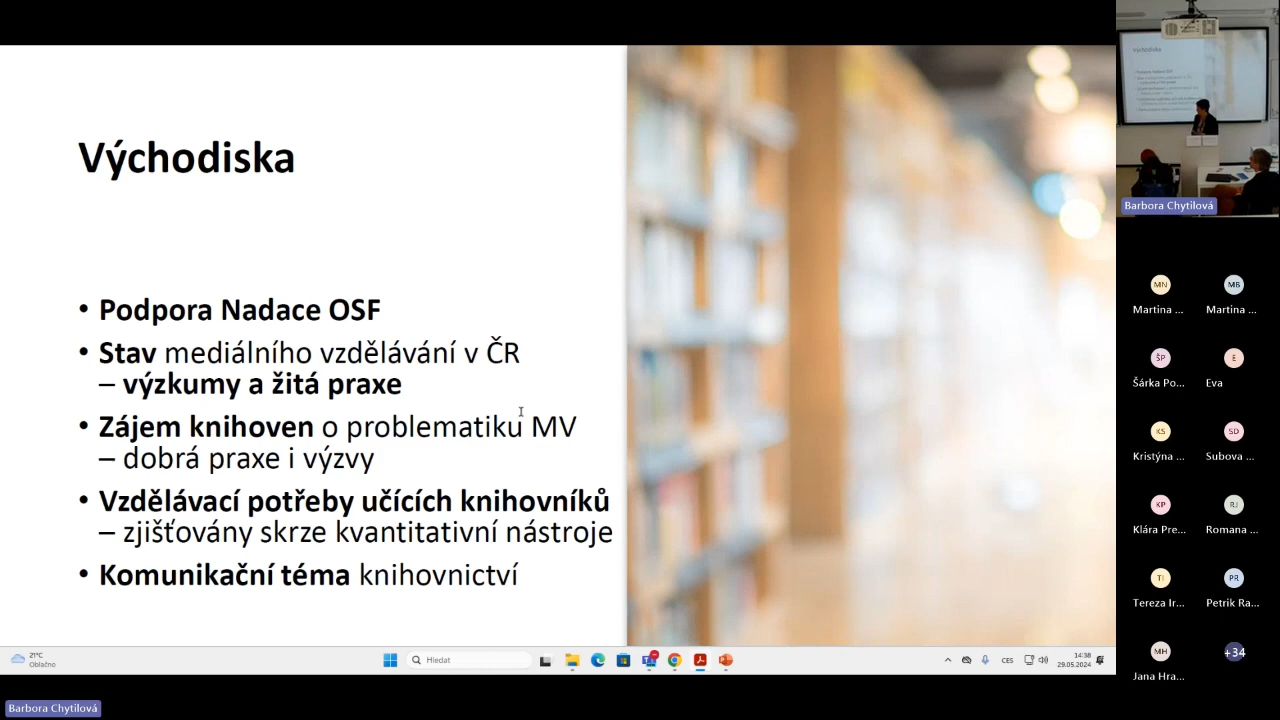 Východiska
• Podpora Nadace OSF
• Stav mediálního vzdělávání v ČR
– výzkumy a žitá praxe
• Zájem knihoven o problematiku MV
– dobrá praxe i výzvy
• Vzdělávací potřeby učících knihovníků
– zjišťovány skrze kvantitativní nástroje
• Komunikační téma knihovnictví
21°C
Oblačno
Hledat
CES
14:38
29.05.2024
Barbora Chytilová
Východiska
Barbora Chytilová
MN
MB
Martina ...
Martina ...
ŠP
E
Šárka Po...
Eva
KS
SD
Kristýna ...
Subova ...
KP
RJ
Klára Pre...
Romana ...
TI
PR
Tereza Ir...
Petrik Ra...
MH
+34
Jana Hra...